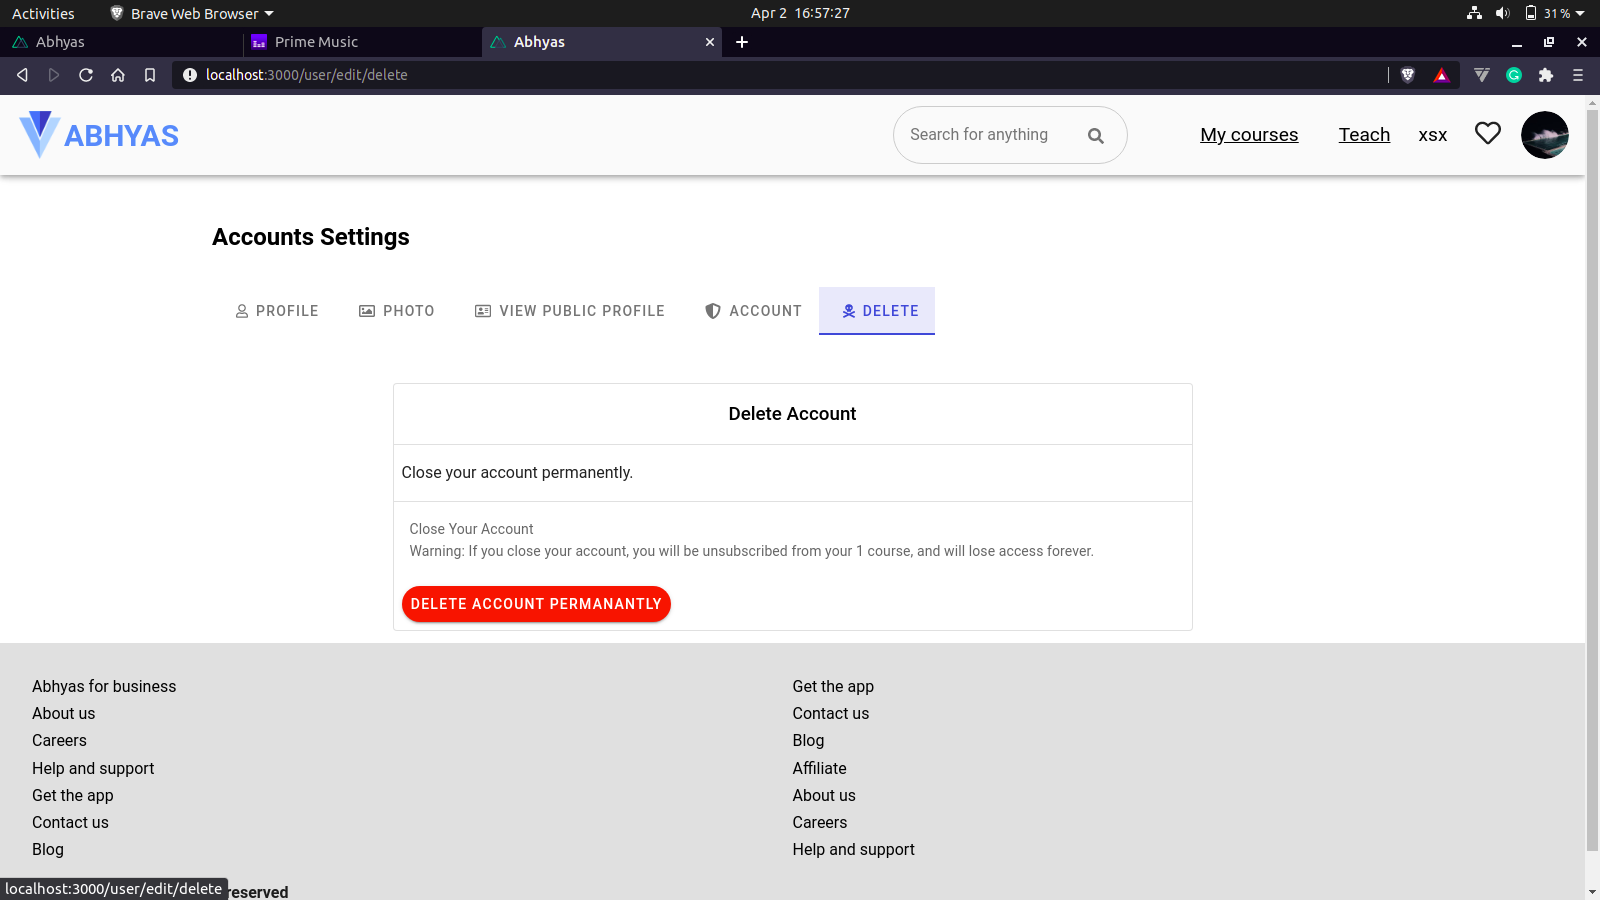 Activities
Brave Web Browser
Apr 2 16:57:27
31 %
Abhyas
Prime Music
Abhyas
localhost:3000/user/edit/delete
ABHYAS
Search for anything
My courses
Teach
xsx
Accounts Settings
PROFILE
PHOTO
VIEW PUBLIC PROFILE
ACCOUNT
DELETE
Delete Account
Close your account permanently.
Close Your Account
Warning: If you close your account, you will be unsubscribed from your 1 course, and will lose access forever.
DELETE ACCOUNT PERMANANTLY
Abhyas for business
About us
Careers
Help and support
Get the app
Contact us
Blog
Get the app
Contact us
Blog
Affiliate
About us
Careers
Help and support
localhost:3000/user/edit/delete
reserved